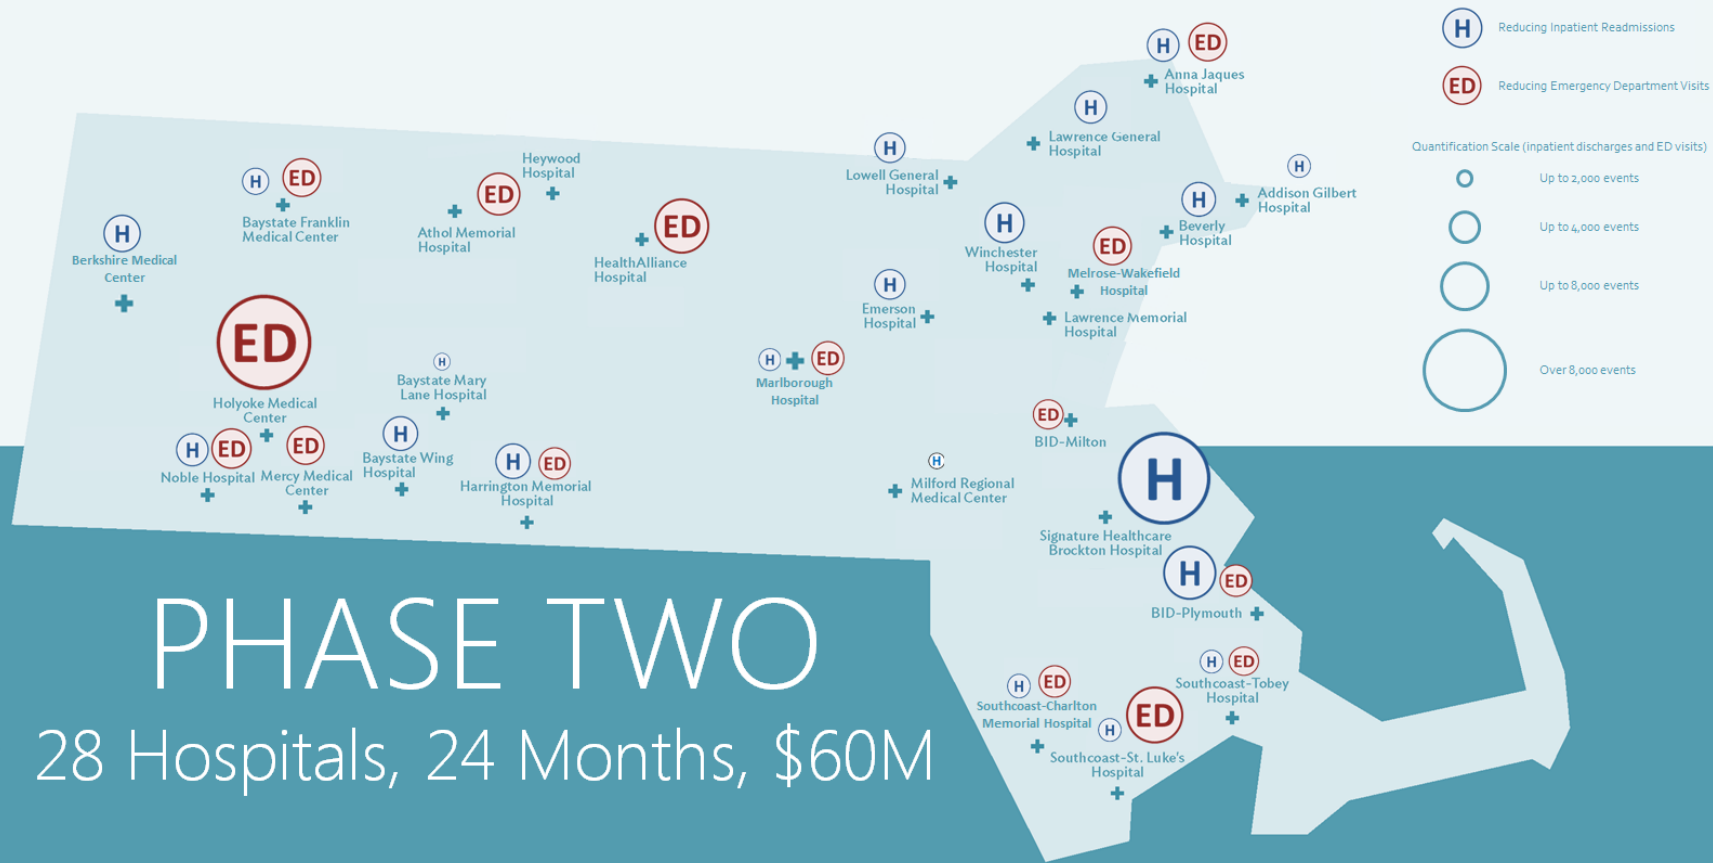 H
Reducing Inpatient Readmissions
ED
Reducing Emergency Department Visits
Quantification Scale (inpatient discharges and ED visits)
Up to 2,000 events
Up to 4,000 events
Up to 8,000 events
Over 8,000 events
H ED
Anna Jaques
Hospital
H
Lawrence General
Hospital
H
Lowell General
Hospital
H
Addison Gilbert
Hospital
H
Beverly
Hospital
H
Winchester
Hospital
ED
Melrose-Wakefield
Hospital
Lawrence Memorial
Hospital
H
Emerson
Hospital
H ED
Marlborough
Hospital
Heywood
Hospital
ED
Athol Memorial
Hospital
ED
HealthAlliance
Hospital
H ED
Baystate Franklin
Medical Center
H
Berkshire Medical
Center
ED
Holyoke Medical
Center
H
Baystate Mary
Lane Hospital
H ED
Noble Hospital
ED
Mercy Medical
Center
H
Baystate Wing
Hospital
H ED
Harrington Memorial
Hospital
ED
BID-Milton
H
Milford Regional
Medical Center
H
Signature Healthcare
Brockton Hospital
H ED
BID-Plymouth
H ED
Southcoast-Tobey
Hospital
H ED
Southcoast-Charlton
Memorial Hospital
H ED
Southcoast-St. Luke's
Hospital
PHASE TWO
28 Hospitals, 24 Months, $60M